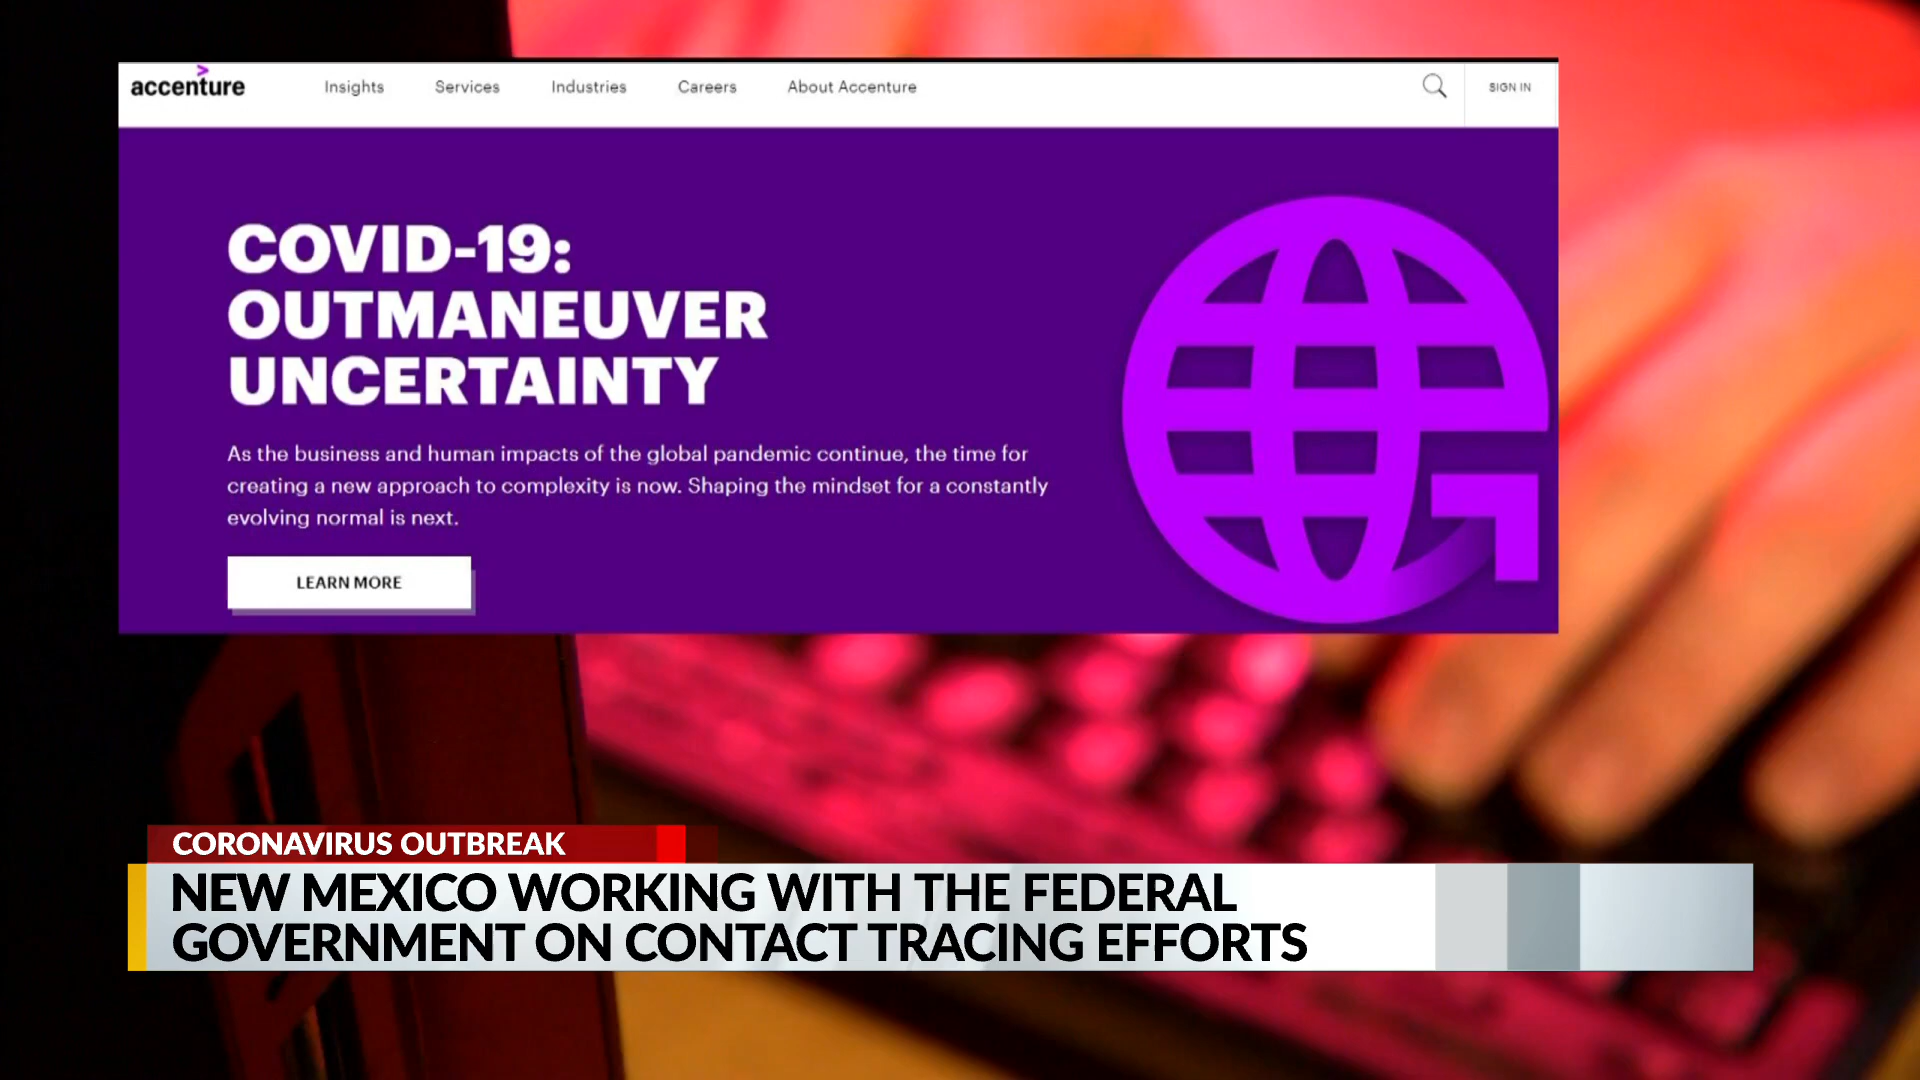 accenture
Insights Services Industries Careers About Accenture SIGN IN
COVID-19:
OUTMANEUVER
UNCERTAINTY
As the business and human impacts of the global pandemic continue, the time for
creating a new approach to complexity is now. Shaping the mindset for a constantly
evolving normal is next.
LEARN MORE
CORONAVIRUS OUTBREAK
NEW MEXICO WORKING WITH THE FEDERAL
GOVERNMENT ON CONTACT TRACING EFFORTS